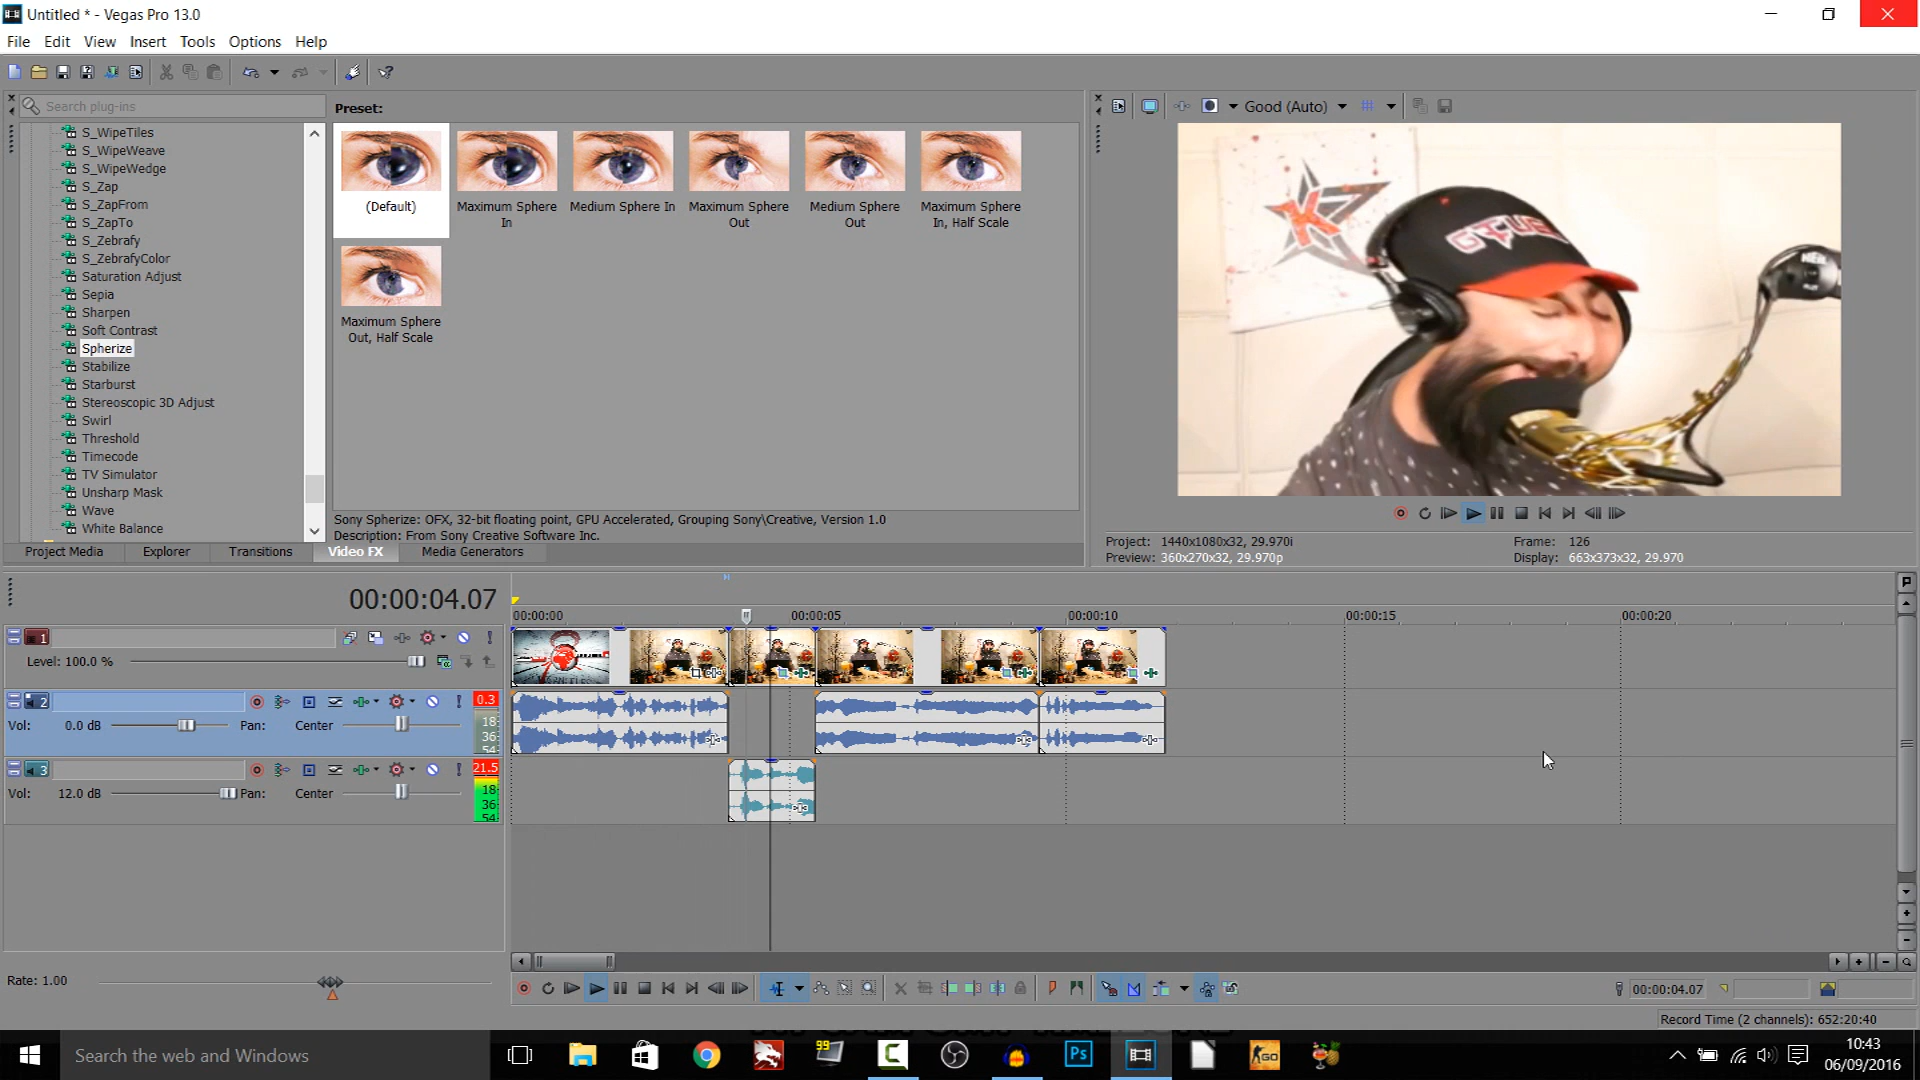 Untitled * - Vegas Pro 13.0
File Edit View Insert Tools Options Help
Search plug-ins
S_WipeTiles
S_WipeWeave
S_WipeWedge
S_Zap
S_ZapFrom
S_ZapTo
S_Zebrafy
S_ZebrafyColor
Saturation Adjust
Sepia
Sharpen
Soft Contrast
Spherize
Stabilize
Starburst
Stereoscopic 3D Adjust
Swirl
Threshold
Timecode
TV Simulator
Unsharp Mask
Wave
White Balance
Preset:
(Default)
Maximum Sphere In
Medium Sphere In
Maximum Sphere Out
Medium Sphere Out
Maximum Sphere In, Half Scale
Maximum Sphere Out, Half Scale
Sony Spherize: OFX, 32-bit floating point, GPU Accelerated, Grouping Sony\Creative, Version 1.0
Description: From Sony Creative Software Inc.
Project Media Explorer Transitions Video FX Media Generators
Good (Auto)
K
Project: 1440x1080x32, 29.970i
Preview: 360x270x32, 29.970p
Frame: 126
Display: 663x373x32, 29.970
00:00:04.07
00:00:00 00:00:05 00:00:10 00:00:15 00:00:20
1
Level: 100.0 %
2
0.3
Vol: 0.0 dB Pan: Center
18
36
54
3
21.5
Vol: 12.0 dB Pan: Center
18
36
54
Rate: 1.00
00:00:04.07
Record Time (2 channels): 652:20:40
Search the web and Windows
99
C
Ps
GO
10:43
06/09/2016